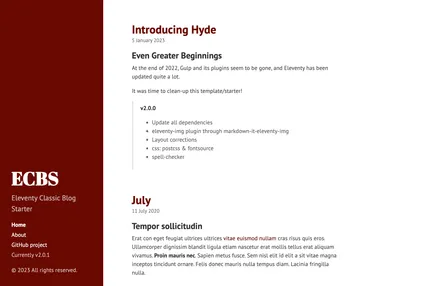 ECBS
Eleventy Classic Blog
Starter
Home
About
GitHub project
Currently v2.0.1
© 2023 All rights reserved.
Introducing Hyde
5 January 2023
Even Greater Beginnings
At the end of 2022, Gulp and its plugins seem to be gone, and Eleventy has been
updated quite a lot.
It was time to clean-up this template/starter!
v2.0.0
Update all dependencies
eleventy-img plugin through markdown-it-eleventy-img
Layout corrections
css: postcss & fontsource
spell-checker
July
11 July 2020
Tempor sollicitudin
Erat con eget feugiat ultrices ultrices vitae euismod nullam cras risus quis eros.
Ullamcorper dignissim blandit ligula etiam nascetur erat mollis tellus erat aliquam
vivamus. Proin mauris nec. Sapien metus fusce. Sem nisl elit id elit a sit vitae magna
inceptos tincidunt ornare. Felis donec mauris nulla tempus diam. Lacinia fringilla
nulla.